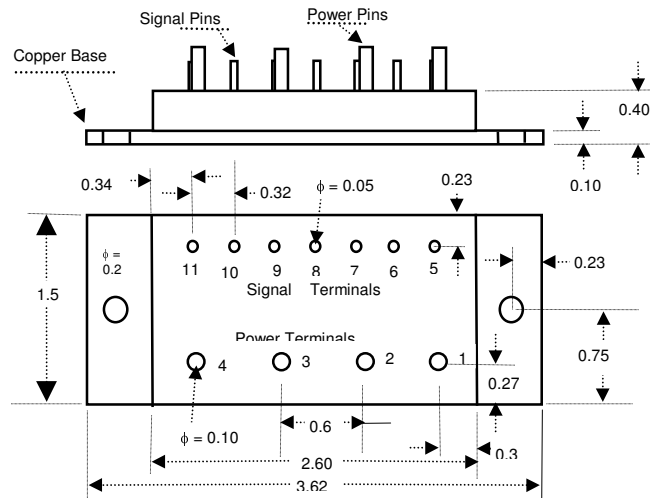 Signal Pins
Power Pins
Copper Base
0.40
0.34
0.32
ϕ = 0.05
0.23
0.10
ϕ =
0.2
11 10 9 8 7 6 5
0.23
Signal Terminals
1.5
Power Terminals
4 3 2 1
0.75
0.27
ϕ = 0.10
0.6
0.3
2.60
3.62